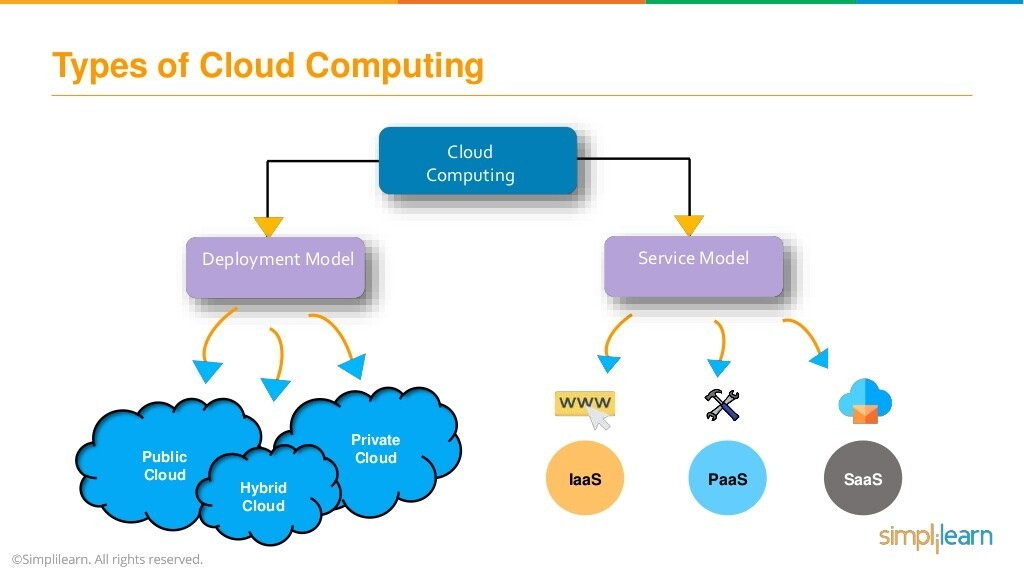 Types of Cloud Computing
Cloud
Computing
Deployment Model
Service Model
Public
Cloud
Hybrid
Cloud
Private
Cloud
www
IaaS
PaaS
SaaS
simplilearn
©Simplilearn. All rights reserved.